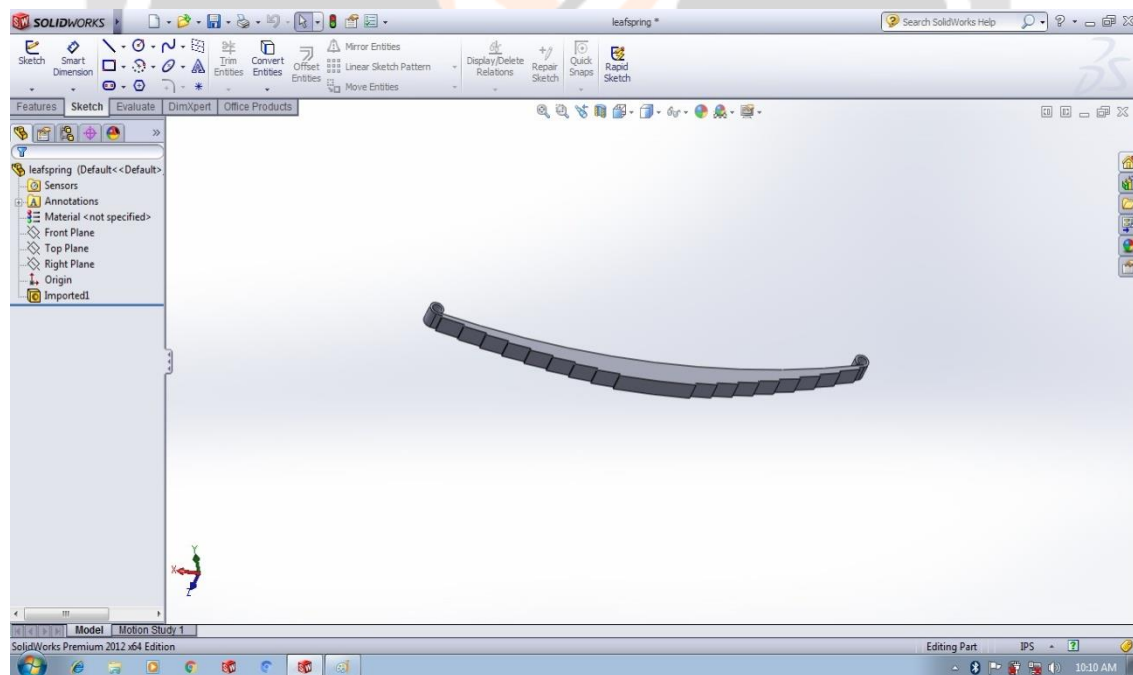 SOLIDWORKS
leafspring *
Search SolidWorks Help
Sketch
Smart Dimension
Trim Entities
Convert Entities
Offset Entities
Mirror Entities
Linear Sketch Pattern
Move Entities
Display/Delete Relations
Repair Sketch
Quick Snaps
Rapid Sketch
Features Sketch Evaluate DimXpert Office Products
leafspring (Default<<Default>
Sensors
Annotations
Material <not specified>
Front Plane
Top Plane
Right Plane
Origin
Imported1
Y
X
Z
Model Motion Study 1
SolidWorks Premium 2012 x64 Edition
Editing Part
IPS
10:10 AM